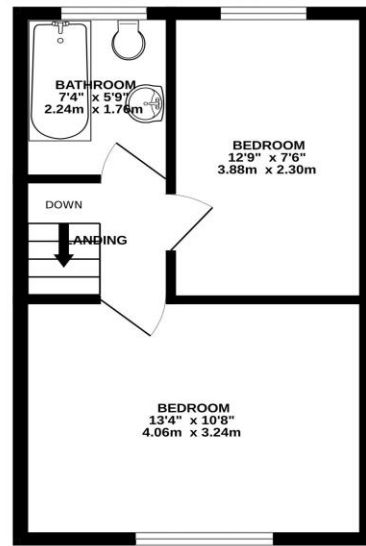 BATHROOM
7'4" x 5'9"
2.24m x 1.76m
BEDROOM
12'9" x 7'6"
3.88m x 2.30m
DOWN
LANDING
BEDROOM
13'4" x 10'8"
4.06m x 3.24m